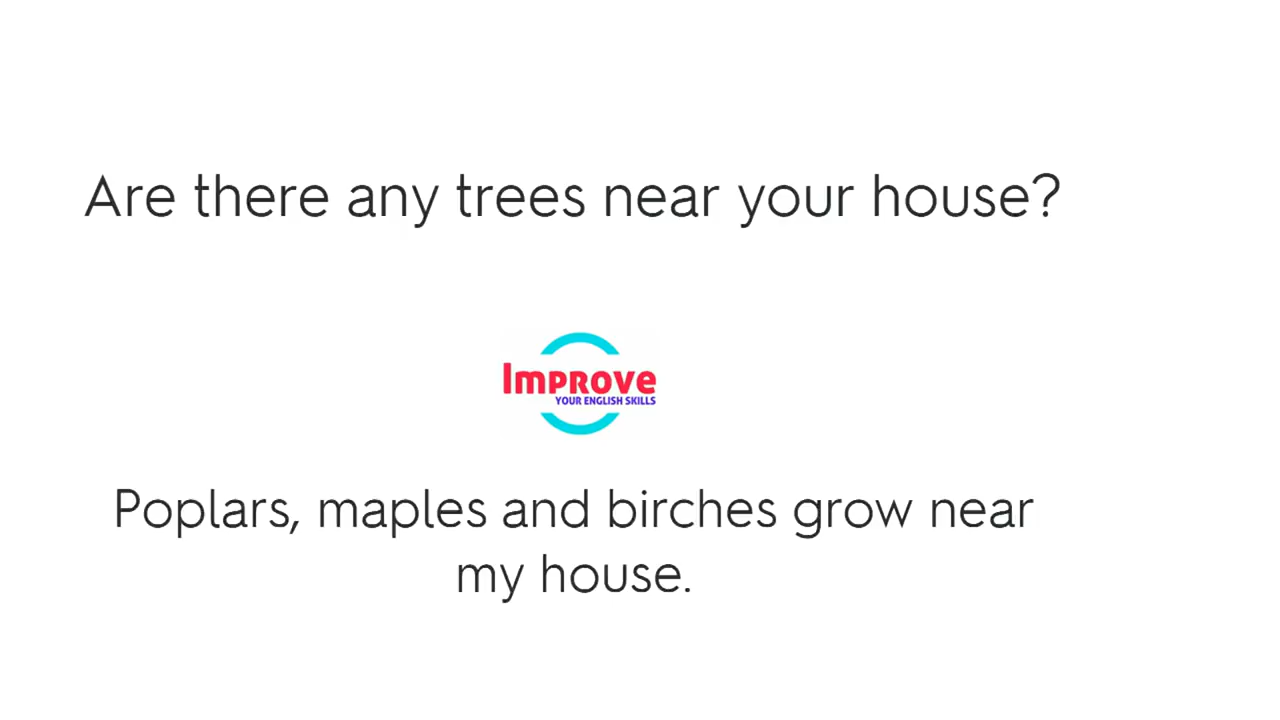 Are there any trees near your house?
Improve
YOUR ENGLISH SKILLS
Poplars, maples and birches grow near
my house.